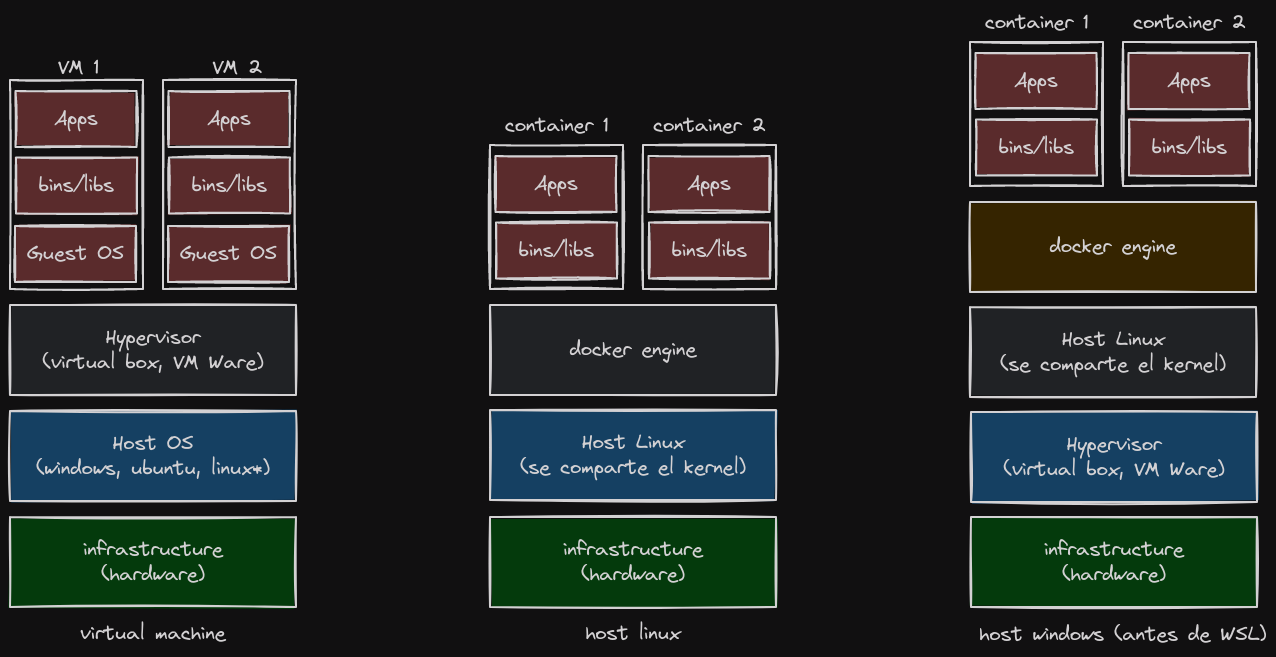 VM 1
VM 2
Apps
Apps
bins/libs
bins/libs
Guest OS
Guest OS
Hypervisor
(virtual box, VM Ware)
Host OS
(windows, ubuntu, linux*)
infrastructure
(hardware)
virtual machine
container 1
container 2
Apps
Apps
bins/libs
bins/libs
docker engine
Host Linux
(se comparte el kernel)
infrastructure
(hardware)
host linux
container 1
container 2
Apps
Apps
bins/libs
bins/libs
docker engine
Host Linux
(se comparte el kernel)
Hypervisor
(virtual box, VM Ware)
infrastructure
(hardware)
host windows (antes de WSL)